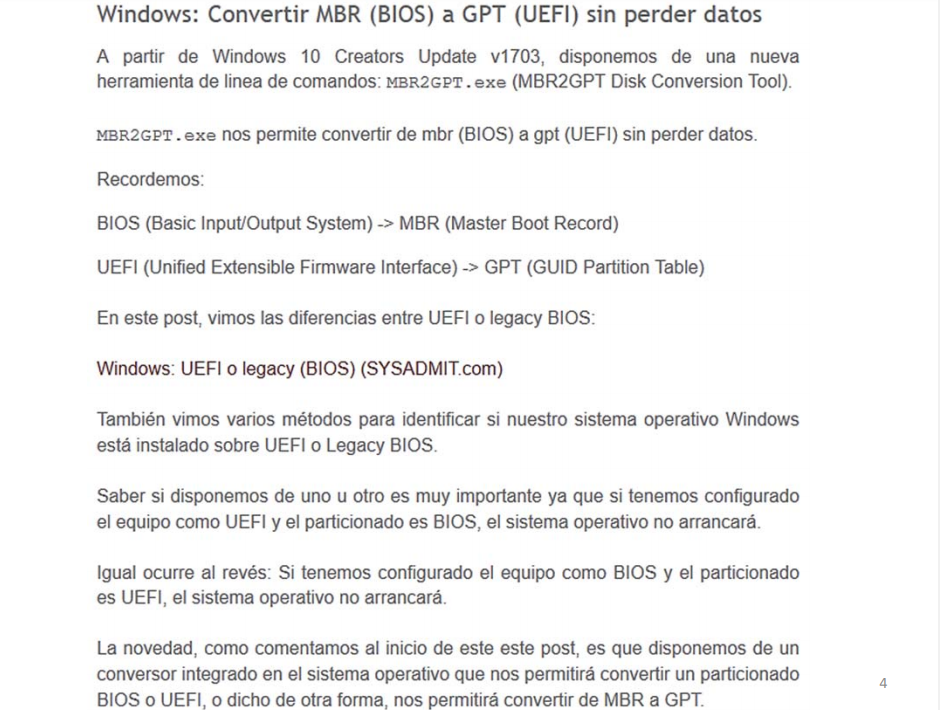 Windows: Convertir MBR (BIOS) a GPT (UEFI) sin perder datos
A partir de Windows 10 Creators Update v1703, disponemos de una nueva
herramienta de linea de comandos: MBR2GPT.exe (MBR2GPT Disk Conversion Tool).
MBR2GPT.exe nos permite convertir de mbr (BIOS) a gpt (UEFI) sin perder datos.
Recordemos:
BIOS (Basic Input/Output System) -> MBR (Master Boot Record)
UEFI (Unified Extensible Firmware Interface) -> GPT (GUID Partition Table)
En este post, vimos las diferencias entre UEFI o legacy BIOS:
Windows: UEFI o legacy (BIOS) (SYSADMIT.com)
También vimos varios métodos para identificar si nuestro sistema operativo Windows
está instalado sobre UEFI o Legacy BIOS.
Saber si disponemos de uno u otro es muy importante ya que si tenemos configurado
el equipo como UEFI y el particionado es BIOS, el sistema operativo no arrancará.
Igual ocurre al revés: Si tenemos configurado el equipo como BIOS y el particionado
es UEFI, el sistema operativo no arrancará.
La novedad, como comentamos al inicio de este este post, es que disponemos de un
conversor integrado en el sistema operativo que nos permitirá convertir un particionado
BIOS o UEFI, o dicho de otra forma, nos permitirá convertir de MBR a GPT.
4